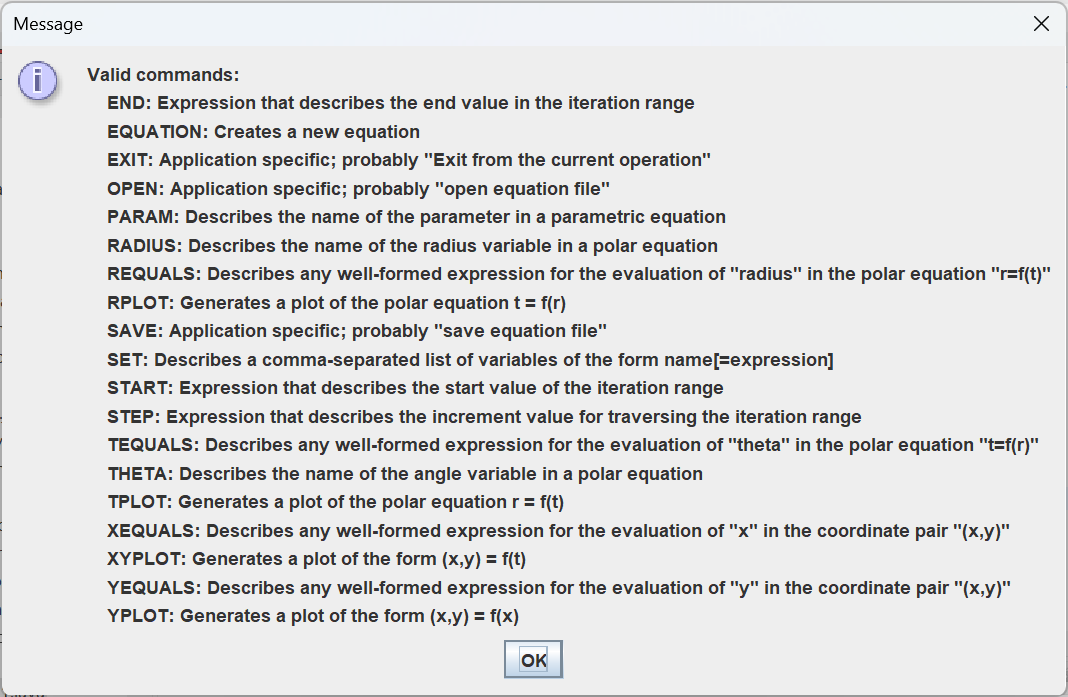 Message
Valid commands:
END: Expression that describes the end value in the iteration range
EQUATION: Creates a new equation
EXIT: Application specific; probably "Exit from the current operation"
OPEN: Application specific; probably "open equation file"
PARAM: Describes the name of the parameter in a parametric equation
RADIUS: Describes the name of the radius variable in a polar equation
REQUALS: Describes any well-formed expression for the evaluation of "radius" in the polar equation "r=f(t)"
RPLOT: Generates a plot of the polar equation t = f(r)
SAVE: Application specific; probably "save equation file"
SET: Describes a comma-separated list of variables of the form name[=expression]
START: Expression that describes the start value of the iteration range
STEP: Expression that describes the increment value for traversing the iteration range
TEQUALS: Describes any well-formed expression for the evaluation of "theta" in the polar equation "t=f(r)"
THETA: Describes the name of the angle variable in a polar equation
TPLOT: Generates a plot of the polar equation r = f(t)
XEQUALS: Describes any well-formed expression for the evaluation of "x" in the coordinate pair "(x,y)"
XYPLOT: Generates a plot of the form (x,y) = f(t)
YEQUALS: Describes any well-formed expression for the evaluation of "y" in the coordinate pair "(x,y)"
YPLOT: Generates a plot of the form (x,y) = f(x)
OK